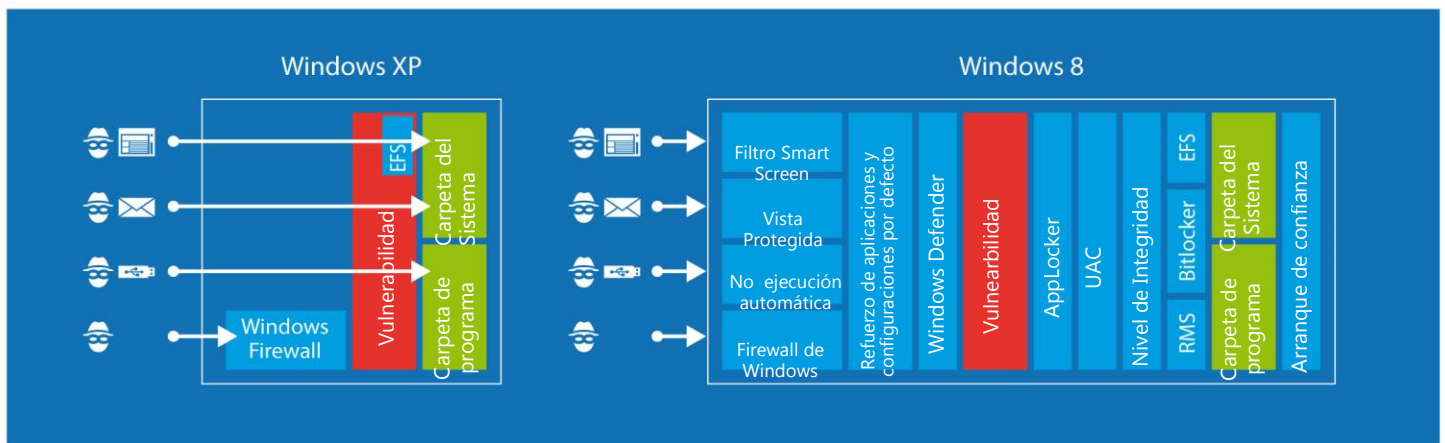 Windows XP
EFS
Vulnerabilidad
Carpeta del
Sistema
Carpeta de
programa
Windows
Firewall
Windows 8
Filtro Smart
Screen
Vista
Protegida
No ejecución
automática
Firewall de
Windows
Refuerzo de aplicaciones y
configuraciones por defecto
Windows Defender
Vulnearbilidad
AppLocker
UAC
Nivel de Integridad
EFS
Bitlocker
RMS
Carpeta del
Sistema
Carpeta de
programa
Arranque de confianza